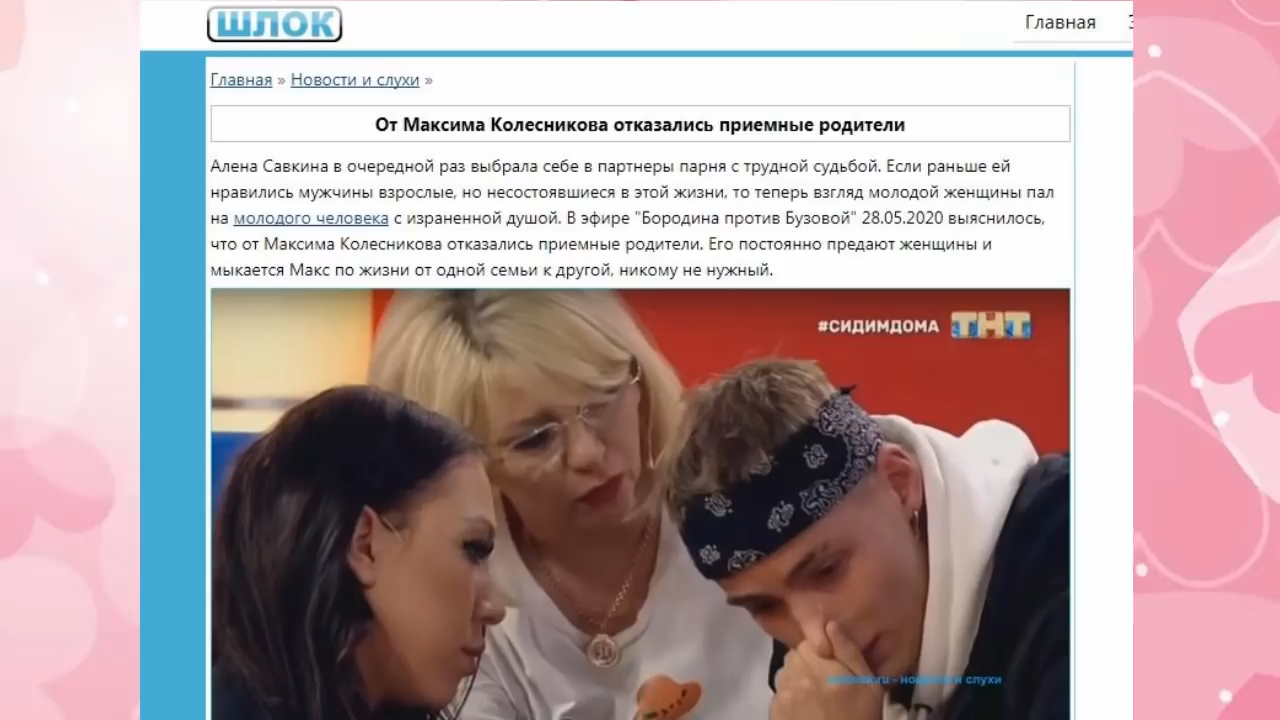 ШЛОК
Главная
Главная » Новости и слухи »
От Максима Колесникова отказались приемные родители
Алена Савкина в очередной раз выбрала себе в партнеры парня с трудной судьбой. Если раньше ей
нравились мужчины взрослые, но несостоявшиеся в этой жизни, то теперь взгляд молодой женщины пал
на молодого человека с израненной душой. В эфире "Бородина против Бузовой" 28.05.2020 выяснилось,
что от Максима Колесникова отказались приемные родители. Его постоянно предают женщины и
мыкается Макс по жизни от одной семьи к другой, никому не нужный.
#СИДИМДОМА ТНТ
слухи